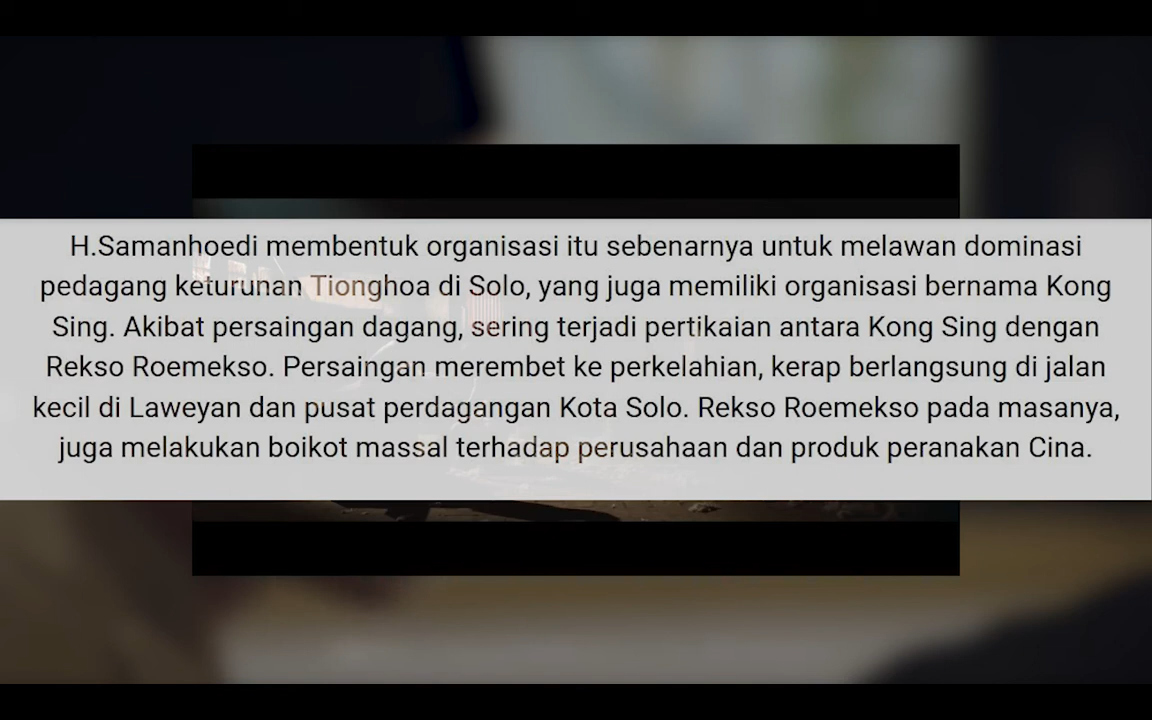 H.Samanhoedi membentuk organisasi itu sebenarnya untuk melawan dominasi
pedagang keturunan Tionghoa di Solo, yang juga memiliki organisasi bernama Kong
Sing. Akibat persaingan dagang, sering terjadi pertikaian antara Kong Sing dengan
Rekso Roemekso. Persaingan merembet ke perkelahian, kerap berlangsung di jalan
kecil di Laweyan dan pusat perdagangan Kota Solo. Rekso Roemekso pada masanya,
juga melakukan boikot massal terhadap perusahaan dan produk peranakan Cina.